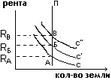 рента
П
R_B
R_Б
R_A
В
Б
А
С"
С'
С
кол-во земли